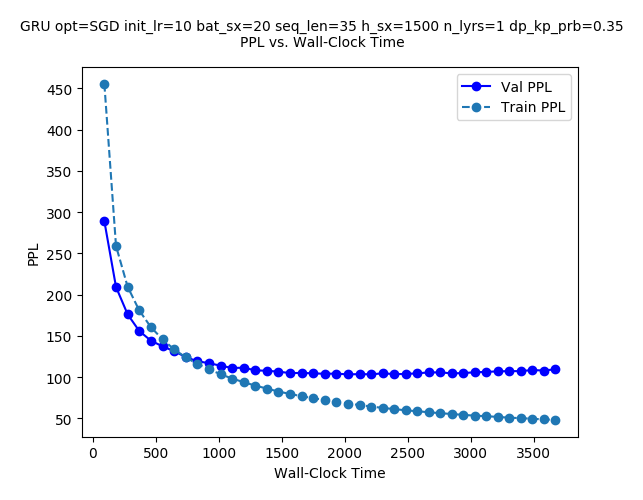 GRU opt=SGD init_lr=10 bat_sx=20 seq_len=35 h_sx=1500 n_lyrs=1 dp_kp_prb=0.35
PPL vs. Wall-Clock Time
Val PPL
Train PPL
PPL
450
400
350
300
250
200
150
100
50
0 500 1000 1500 2000 2500 3000 3500
Wall-Clock Time